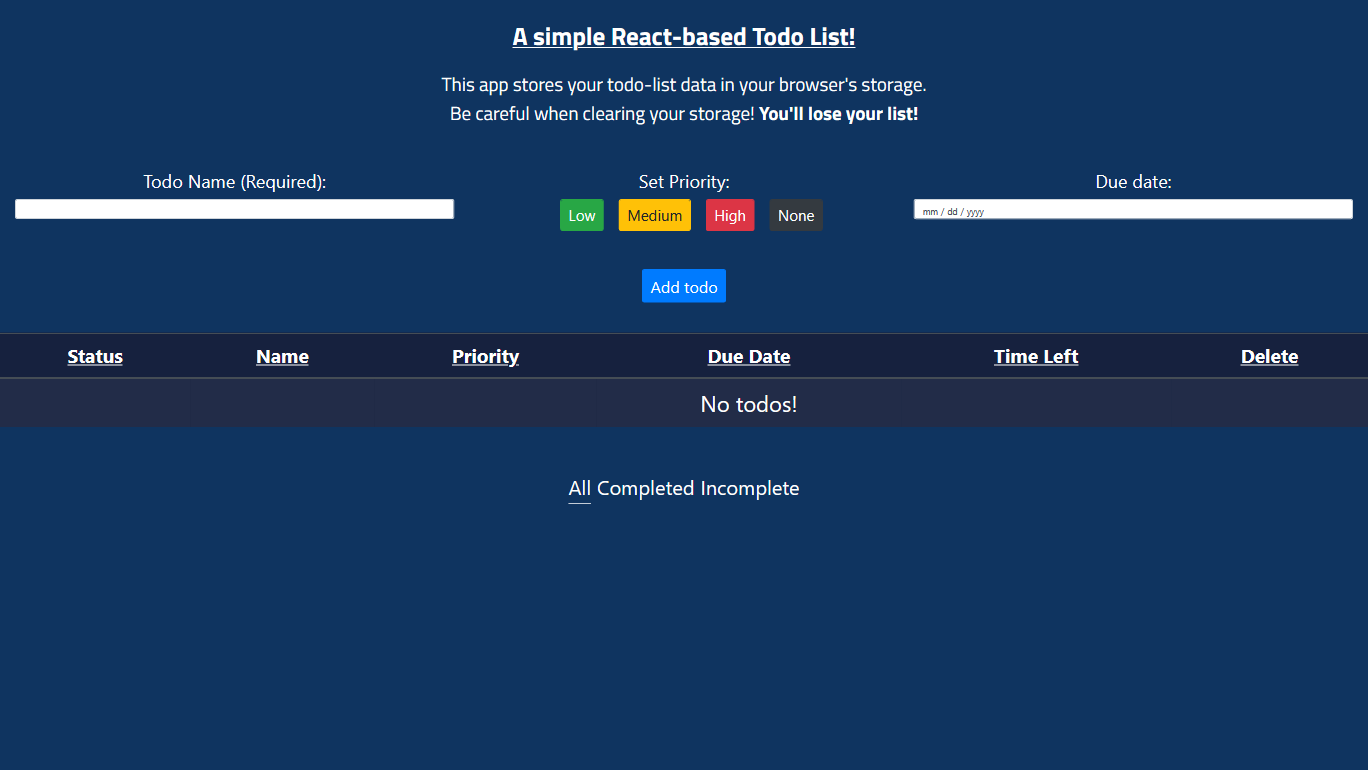 A simple React-based Todo List!
This app stores your todo-list data in your browser's storage.
Be careful when clearing your storage! You'll lose your list!
Todo Name (Required):
Set Priority:
Low Medium High None
Due date:
mm / dd / yyyy
Add todo
Status Name Priority Due Date Time Left Delete
No todos!
All Completed Incomplete